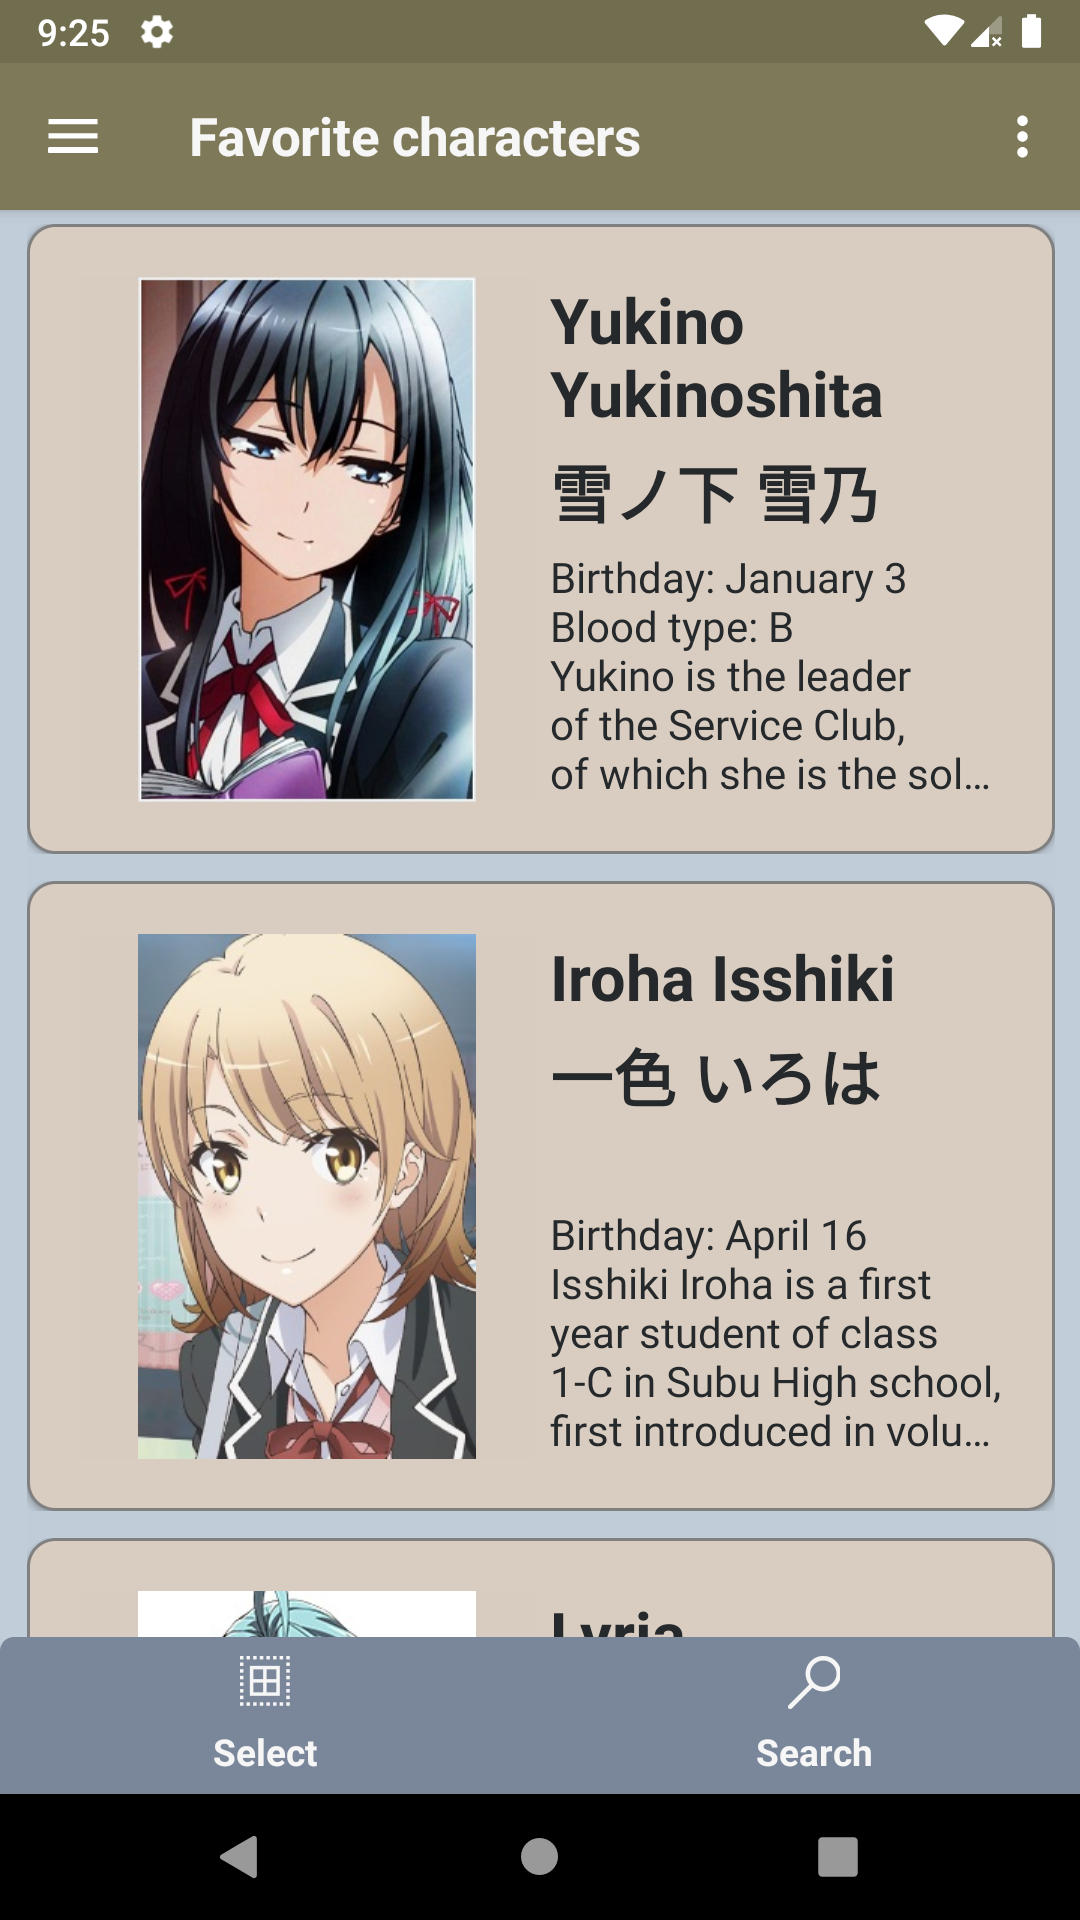 9:25
Favorite characters
Yukino
Yukinoshita
雪ノ下 雪乃
Birthday: January 3
Blood type: B
Yukino is the leader
of the Service Club,
of which she is the sol...
Iroha Isshiki
一色 いろは
Birthday: April 16
Isshiki Iroha is a first
year student of class
1-C in Subu High school,
first introduced in volu...
Lyria
Select
Search